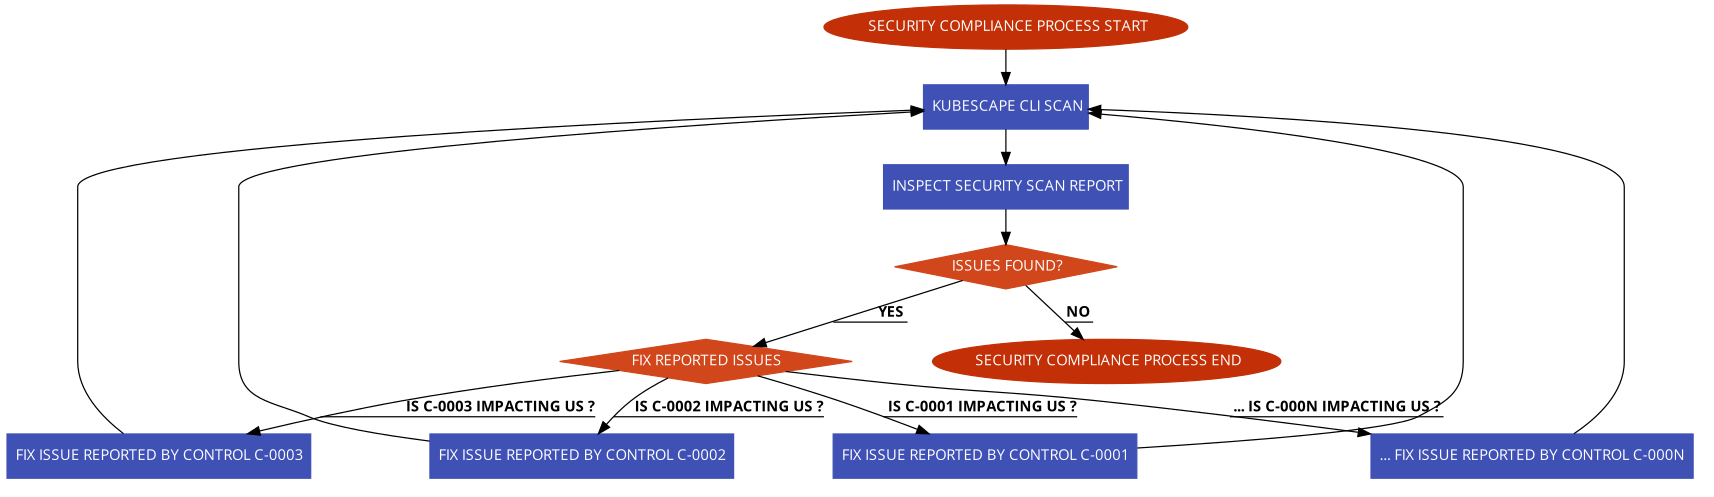 SECURITY COMPLIANCE PROCESS START
KUBESCAPE CLI SCAN
INSPECT SECURITY SCAN REPORT
ISSUES FOUND?
YES
NO
FIX REPORTED ISSUES
SECURITY COMPLIANCE PROCESS END
IS C-0003 IMPACTING US ?
IS C-0002 IMPACTING US ?
IS C-0001 IMPACTING US ?
... IS C-000N IMPACTING US ?
FIX ISSUE REPORTED BY CONTROL C-0003
FIX ISSUE REPORTED BY CONTROL C-0002
FIX ISSUE REPORTED BY CONTROL C-0001
... FIX ISSUE REPORTED BY CONTROL C-000N